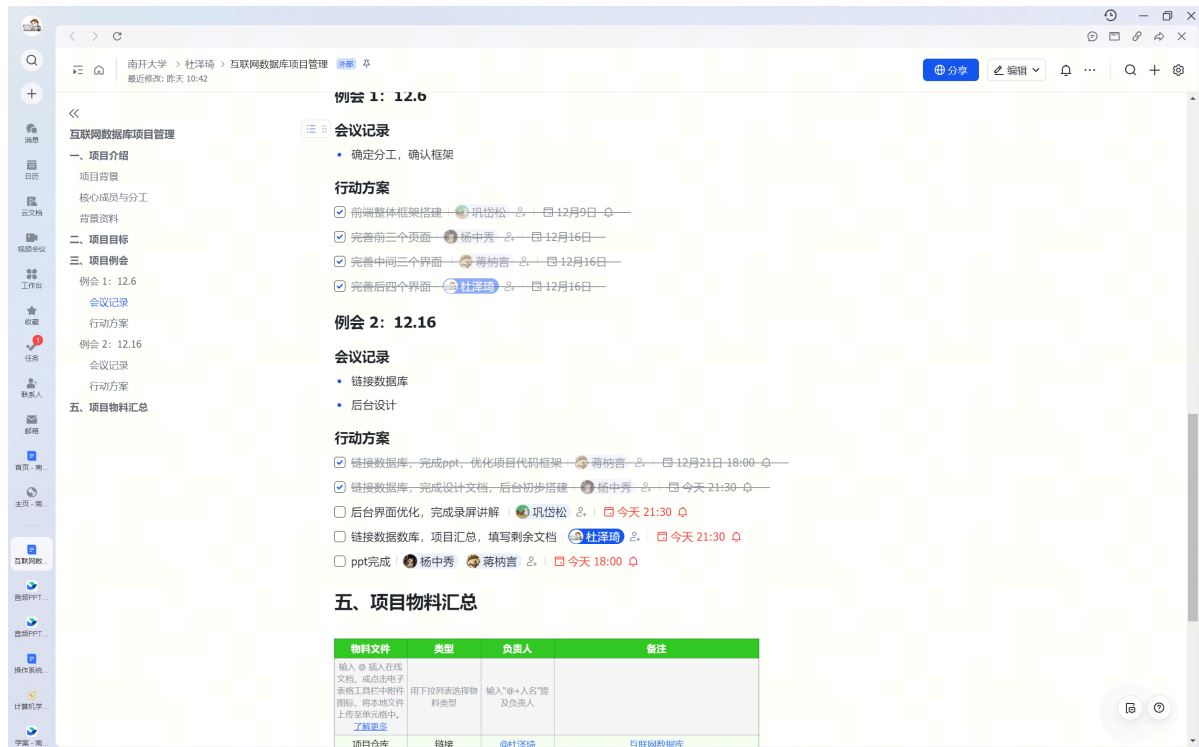 南开大学 > 杜泽琦 > 互联网数据库项目管理 外部
最近修改: 昨天 10:42
分享
编辑
消息
日历
云文档
视频会议
工作台
收藏
1
任务
联系人
邮箱
首页 - 南...
主页 - 南...
互联网数...
音频PPT...
音频PPT...
操作系统...
计算机学...
学案 - 南...
互联网数据库项目管理
一、项目介绍
项目背景
核心成员与分工
背景资料
二、项目目标
三、项目例会
例会 1：12.6
会议记录
行动方案
例会 2：12.16
会议记录
行动方案
五、项目物料汇总
例会 1：12.6
会议记录
确定分工，确认框架
行动方案
前端整体框架搭建 巩岱松 12月9日
完善前三个页面 杨中秀 12月16日
完善中间三个界面 蒋枘言 12月16日
完善后四个界面 杜泽琦 12月16日
例会 2：12.16
会议记录
链接数据库
后台设计
行动方案
链接数据库，完成ppt，优化项目代码框架 蒋枘言 12月21日 18:00
链接数据库，完成设计文档，后台初步搭建 杨中秀 今天 21:30
后台界面优化，完成录屏讲解 巩岱松 今天 21:30
链接数据数库，项目汇总，填写剩余文档 杜泽琦 今天 21:30
ppt完成 杨中秀 蒋枘言 今天 18:00
五、项目物料汇总
物料文件 类型 负责人 备注
输入 @ 插入在线
文档，或点击电子
表格工具栏中附件
图标，将本地文件
上传至单元格中。
了解更多
用下拉列表选择物
料类型
输入"@+人名"提
及负责人
项目仓库 链接 @杜泽琦 互联网数据库